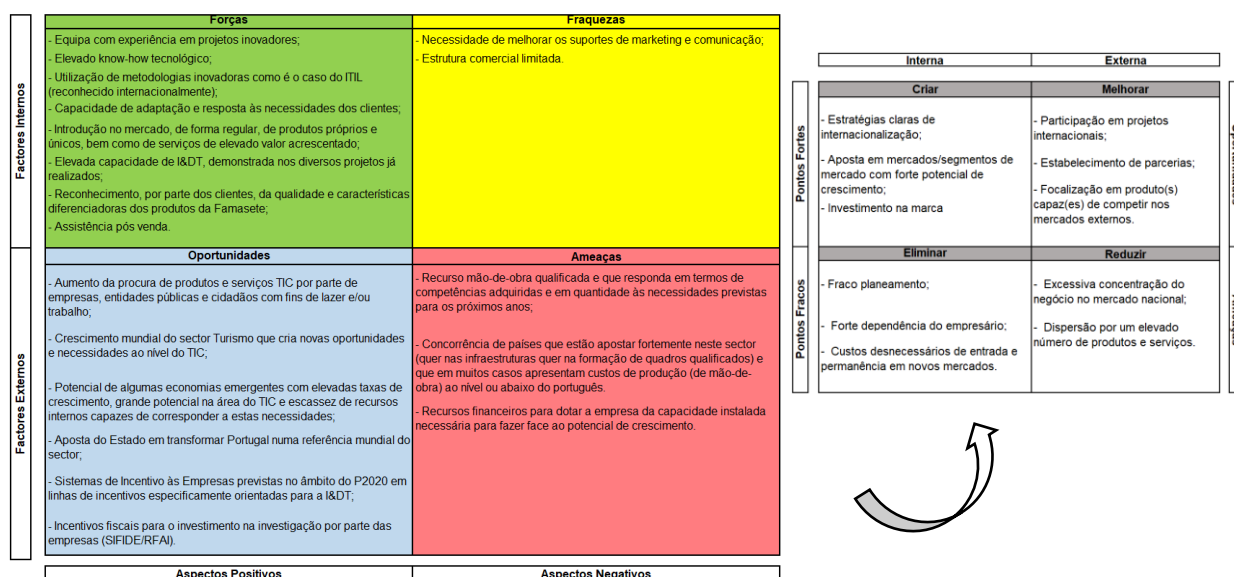 Forças
Fraquezas
Factores Internos
- Equipa com experiência em projetos inovadores;
- Elevado know-how tecnológico;
- Utilização de metodologias inovadoras como é o caso do ITIL
(reconhecido internacionalmente);
- Capacidade de adaptação e resposta às necessidades dos clientes;
- Introdução no mercado, de forma regular, de produtos próprios e
únicos, bem como de serviços de elevado valor acrescentado;
- Elevada capacidade de I&DT, demonstrada nos diversos projetos já
realizados;
- Reconhecimento, por parte dos clientes, da qualidade e características
diferenciadoras dos produtos da Famasete;
- Assistência pós venda.
- Necessidade de melhorar os suportes de marketing e comunicação;
- Estrutura comercial limitada.
Oportunidades
Ameaças
Factores Externos
- Aumento da procura de produtos e serviços TIC por parte de
empresas, entidades públicas e cidadãos com fins de lazer e/ou
trabalho;
- Crescimento mundial do sector Turismo que cria novas oportunidades
e necessidades ao nível do TIC;
- Potencial de algumas economias emergentes com elevadas taxas de
crescimento, grande potencial na área do TIC e escassez de recursos
internos capazes de corresponder a estas necessidades;
- Aposta do Estado em transformar Portugal numa referência mundial do
sector;
- Sistemas de Incentivo às Empresas previstas no âmbito do P2020 em
linhas de incentivos especificamente orientadas para a I&DT;
- Incentivos fiscais para o investimento na investigação por parte das
empresas (SIFIDE/RFAI).
- Recurso mão-de-obra qualificada e que responda em termos de
competências adquiridas e em quantidade às necessidades previstas
para os próximos anos;
- Concorrência de países que estão apostar fortemente neste sector
(quer nas infraestruturas quer na formação de quadros qualificados) e
que em muitos casos apresentam custos de produção (de mão-de-
obra) ao nível ou abaixo do português.
- Recursos financeiros para dotar a empresa da capacidade instalada
necessária para fazer face ao potencial de crescimento.
Aspectos Positivos
Aspectos Negativos
Interna
Externa
Criar
Melhorar
Pontos Fortes
- Estratégias claras de
internacionalização;
- Aposta em mercados/segmentos de
mercado com forte potencial de
crescimento;
- Investimento na marca
- Participação em projetos
internacionais;
- Estabelecimento de parcerias;
- Focalização em produto(s)
capaz(es) de competir nos
mercados externos.
Eliminar
Reduzir
Pontos Fracos
- Fraco planeamento;
- Forte dependência do empresário;
- Custos desnecessários de entrada e
permanência em novos mercados.
- Excessiva concentração do
negócio no mercado nacional;
- Dispersão por um elevado
número de produtos e serviços.